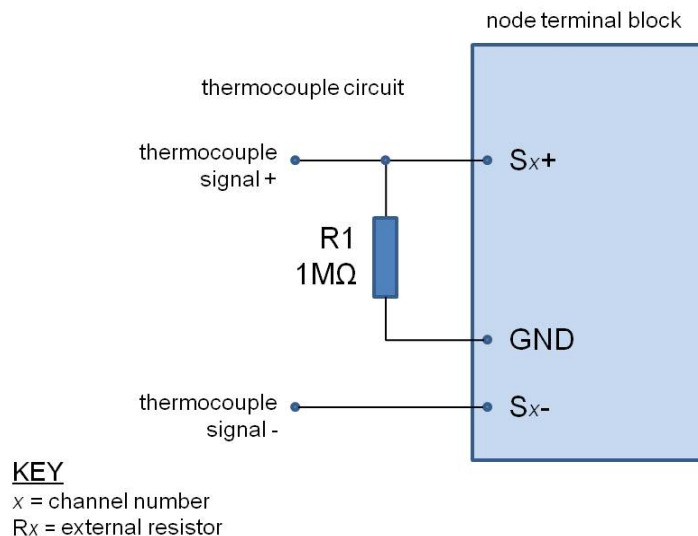 node terminal block
thermocouple circuit
thermocouple
signal +
Sx+
R1
1MΩ
GND
thermocouple
signal -
Sx-
KEY
x = channel number
Rx = external resistor